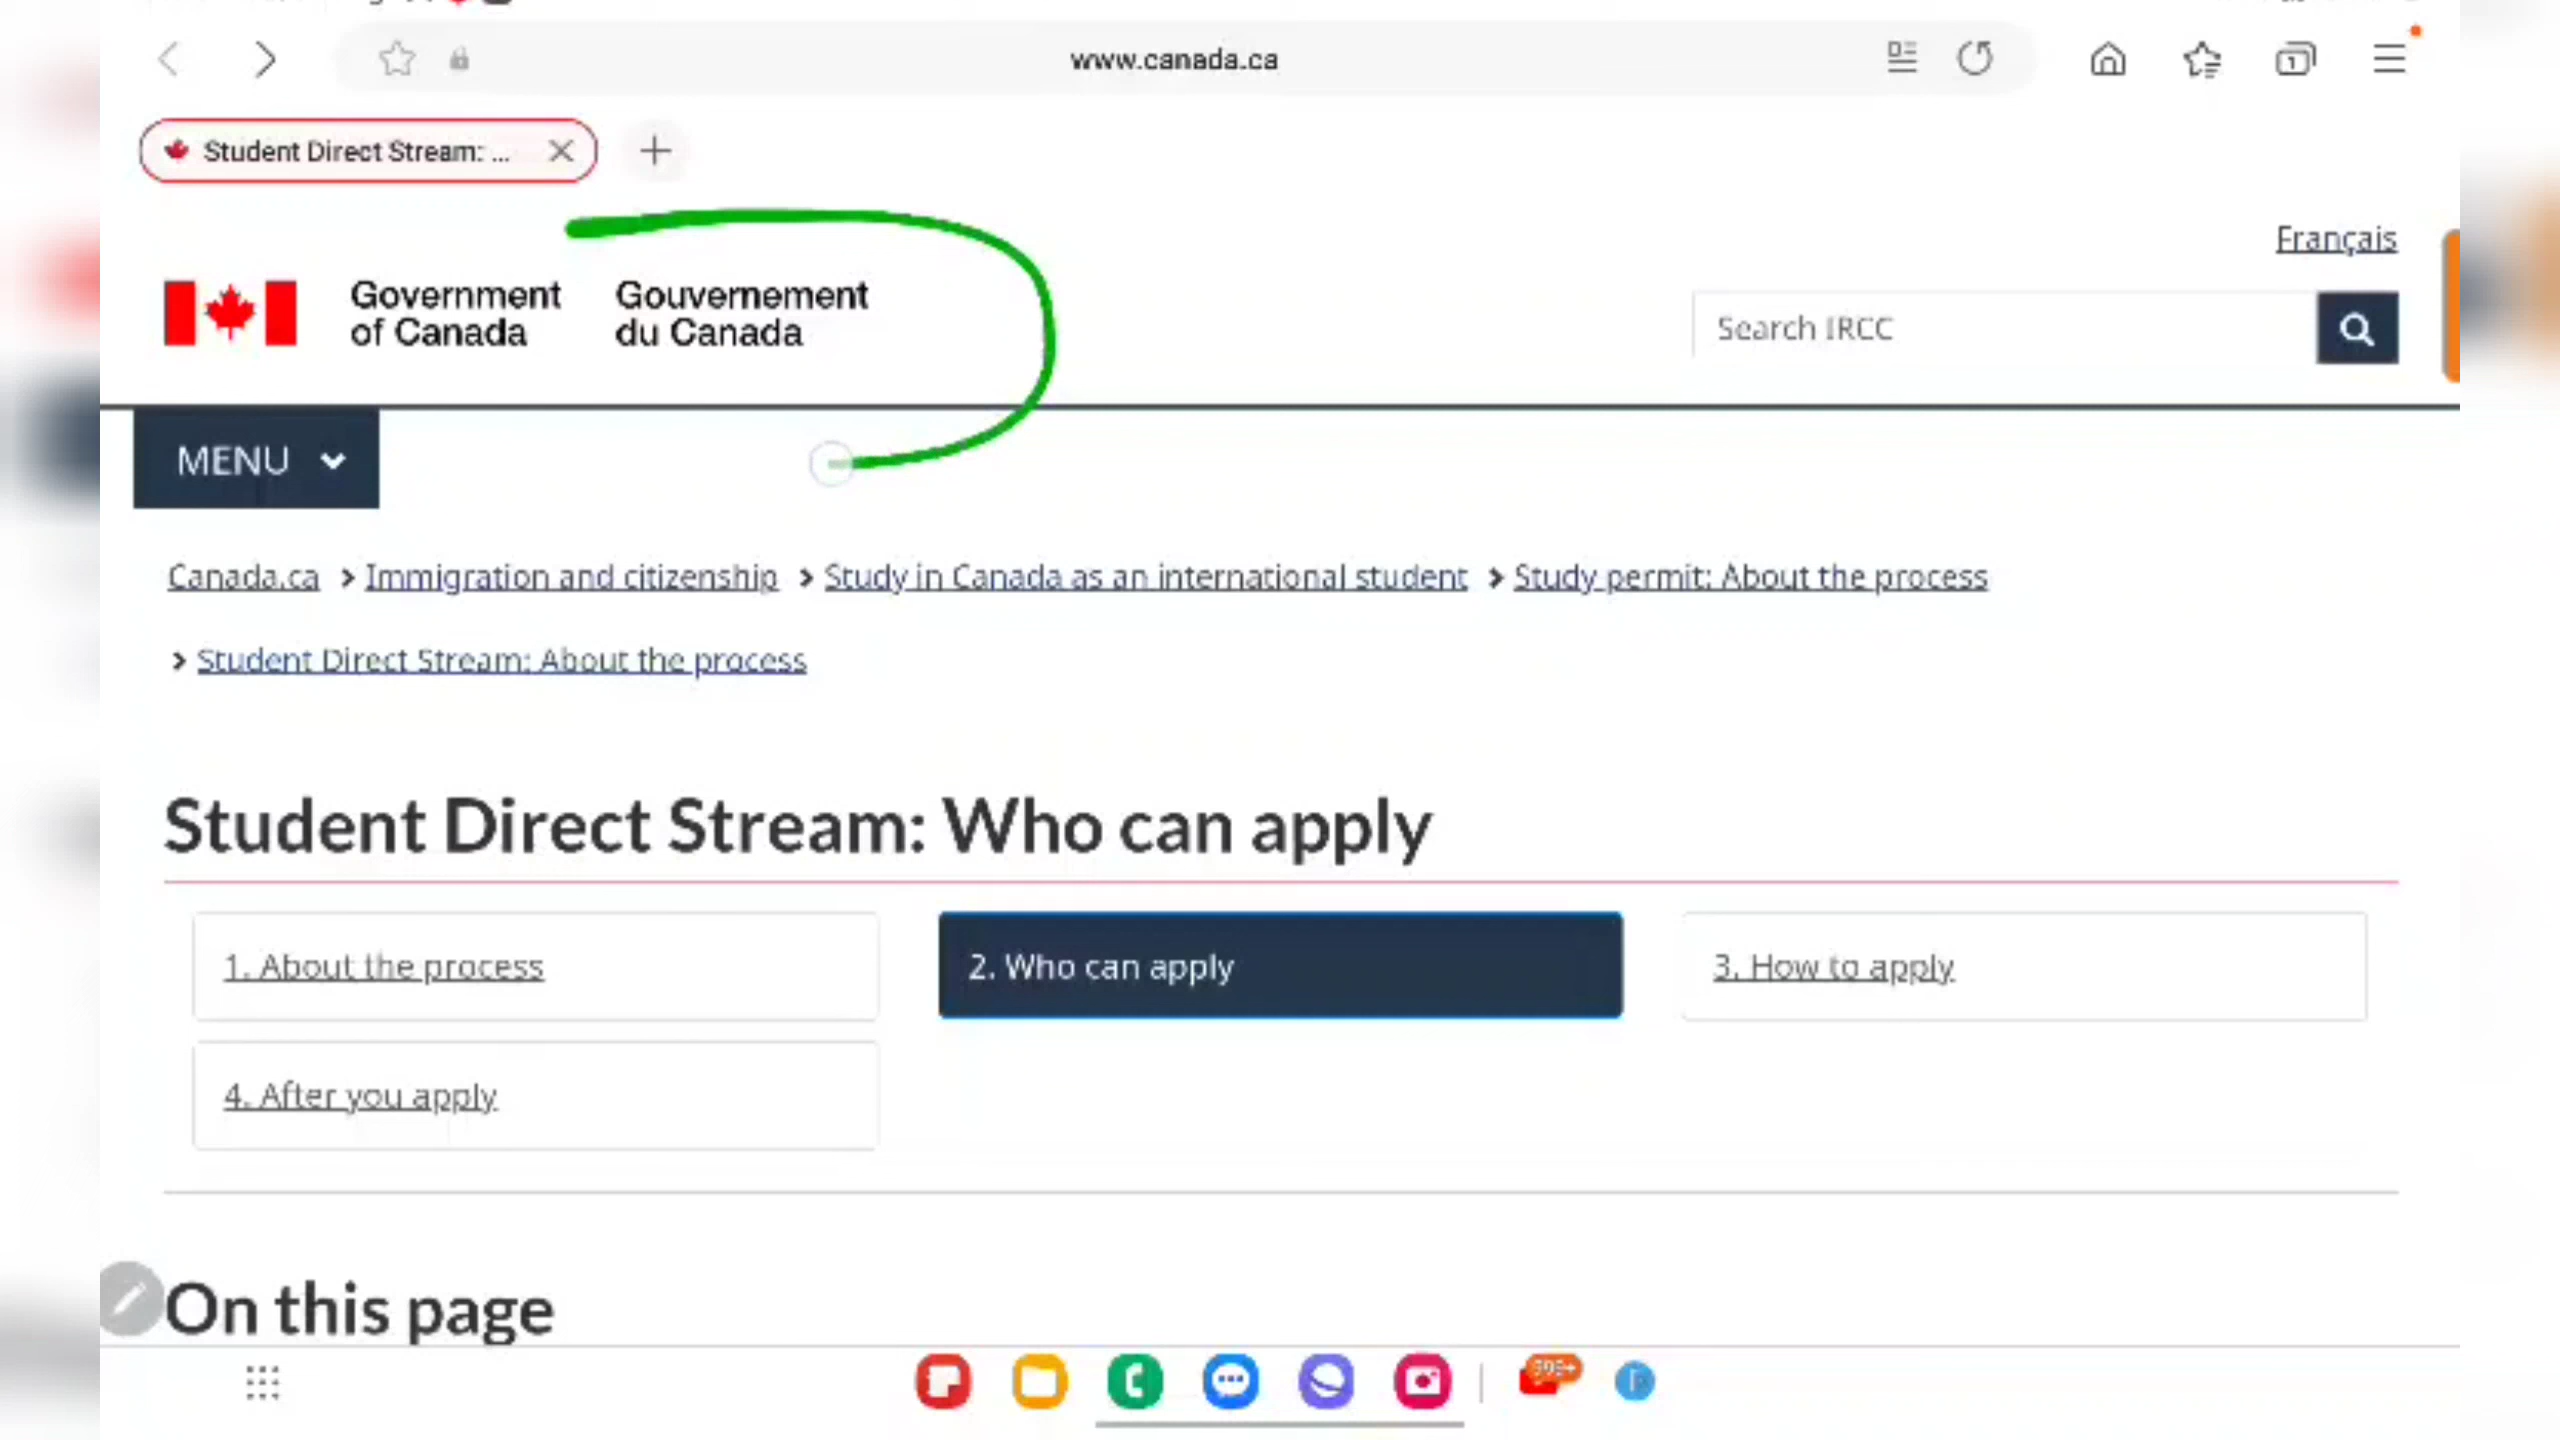 www.canada.ca
1
Student Direct Stream: ...
Français
Government of Canada
Gouvernement du Canada
Search IRCC
MENU
Canada.ca > Immigration and citizenship > Study in Canada as an international student > Study permit: About the process
> Student Direct Stream: About the process
Student Direct Stream: Who can apply
1. About the process
2. Who can apply
3. How to apply
4. After you apply
On this page